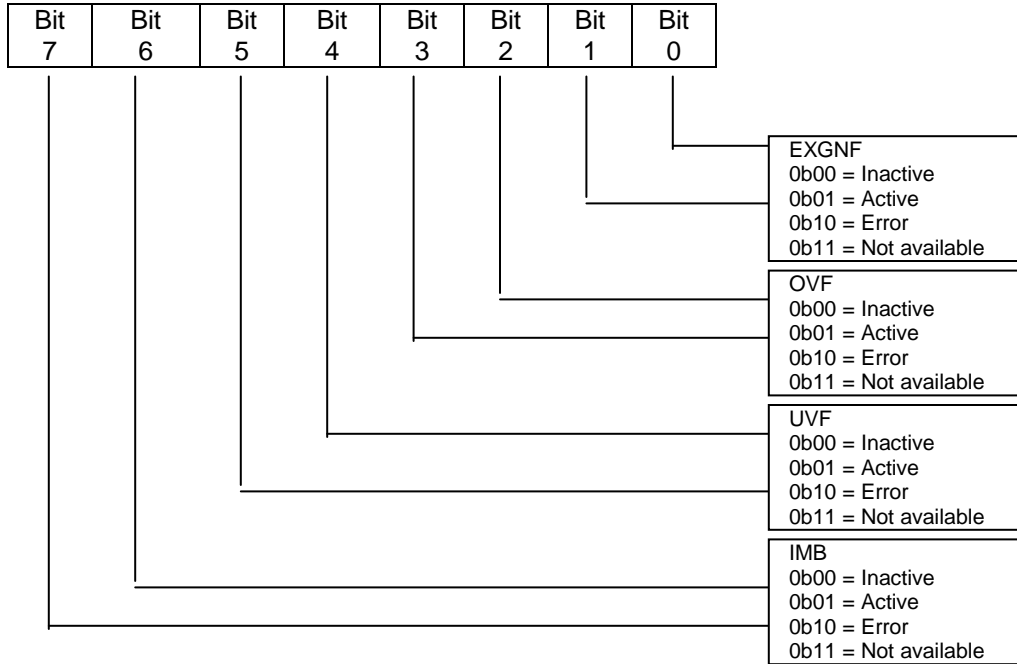 Bit 7 Bit 6 Bit 5 Bit 4 Bit 3 Bit 2 Bit 1 Bit 0
EXGNF
0b00 = Inactive
0b01 = Active
0b10 = Error
0b11 = Not available
OVF
0b00 = Inactive
0b01 = Active
0b10 = Error
0b11 = Not available
UVF
0b00 = Inactive
0b01 = Active
0b10 = Error
0b11 = Not available
IMB
0b00 = Inactive
0b01 = Active
0b10 = Error
0b11 = Not available